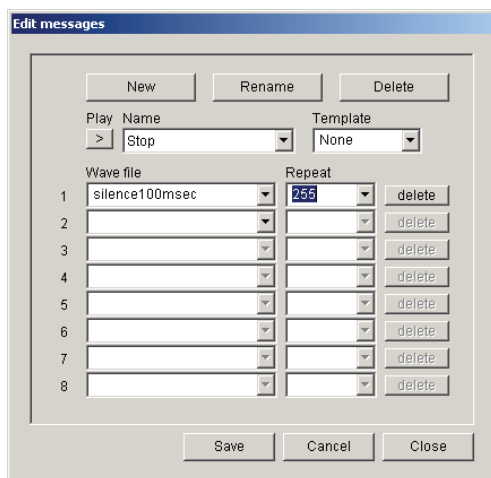 Edit messages
New Rename Delete
Play Name Template
> Stop None
Wave file Repeat
1 silence100msec 255 delete
2 delete
3 delete
4 delete
5 delete
6 delete
7 delete
8 delete
Save Cancel Close